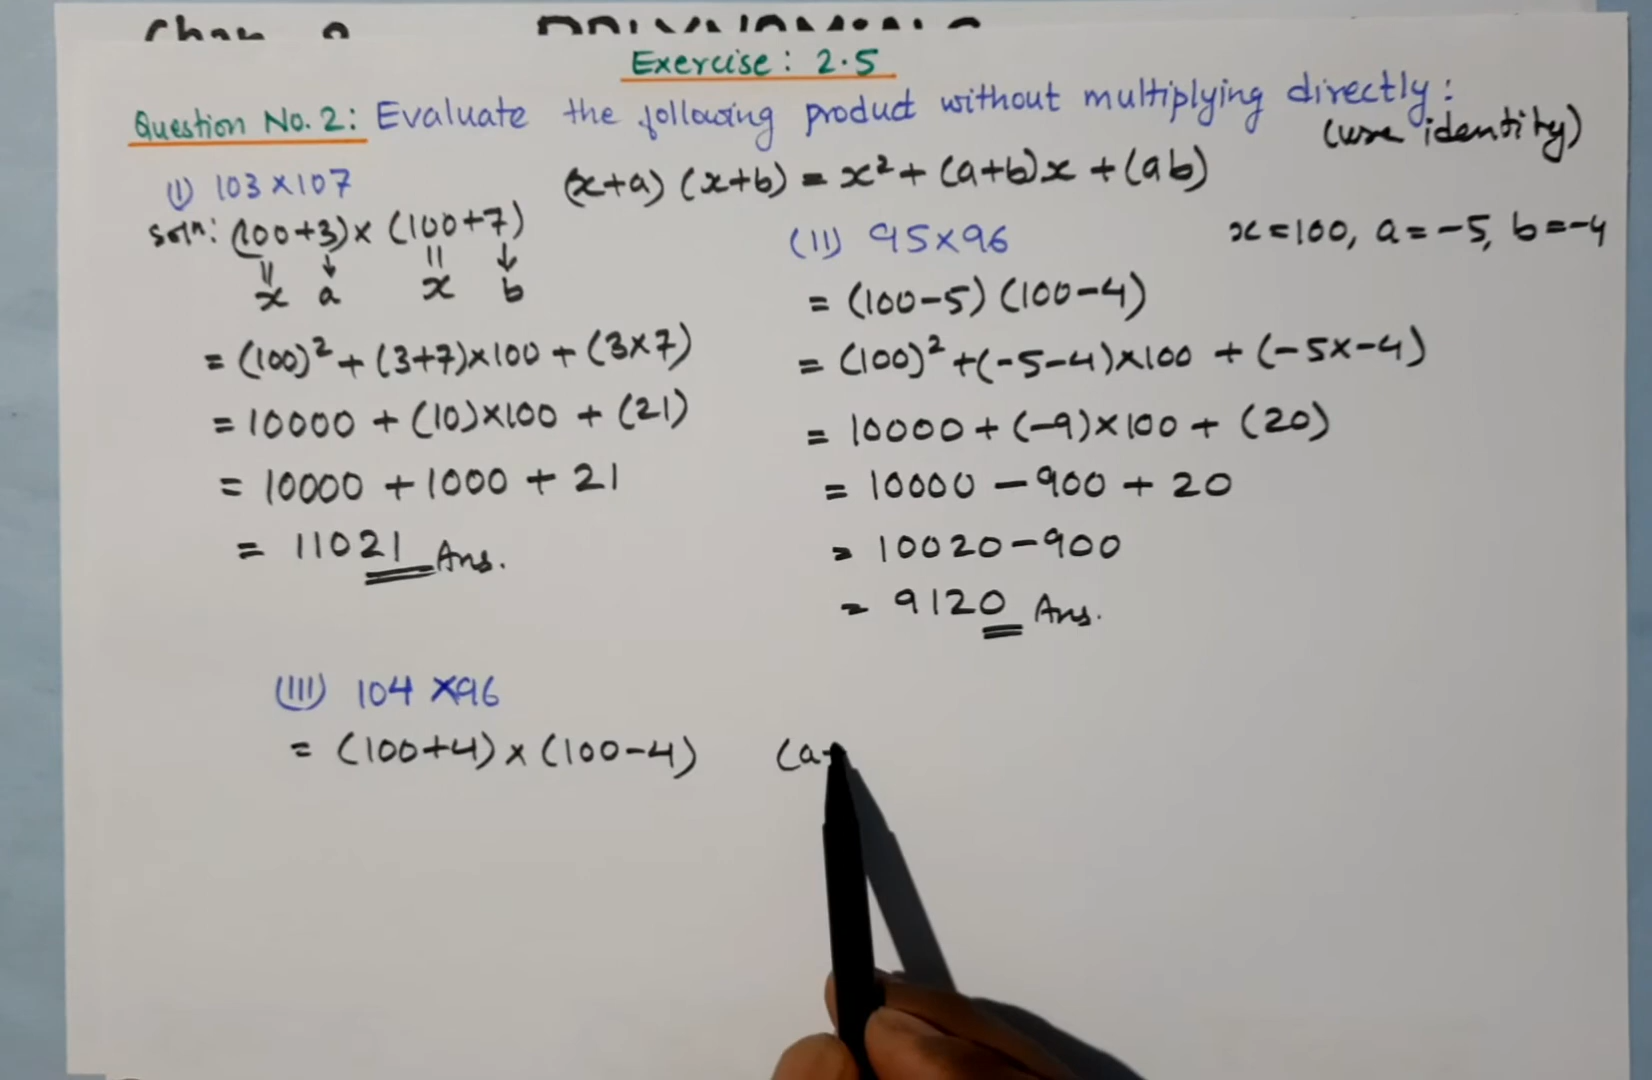 Exercise: 2.5
Question No. 2: Evaluate the following product without multiplying directly:
(use identity)
(I) 103×107
(x+a) (x+b) = x² + (a+b)x + (ab)
Soln: (100+3)× (100+7)
x a x b
= (100)² + (3+7)×100 + (3×7)
= 10000 + (10)×100 + (21)
= 10000 + 1000 + 21
= 11021 Ans.
(II) 95×96
x=100, a=-5, b=-4
= (100-5) (100-4)
= (100)² +(-5-4)×100 + (-5×-4)
= 10000 + (-9)×100 + (20)
= 10000 - 900 + 20
= 10020-900
= 9120 Ans.
(III) 104 ×96
= (100+4) × (100-4) (a+